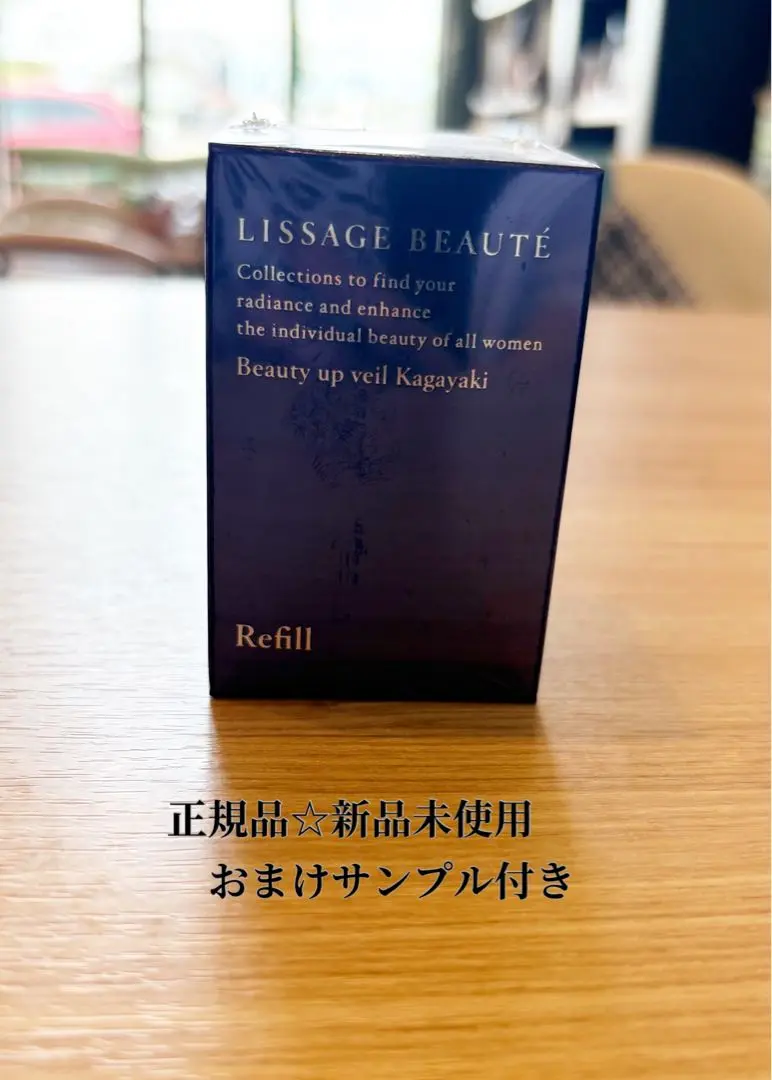 LISSAGE BEAUTÉ
Collections to find your
radiance and enhance
the individual beauty of all women
Beauty up veil Kagayaki
Refill
正規品☆新品未使用
おまけサンプル付き